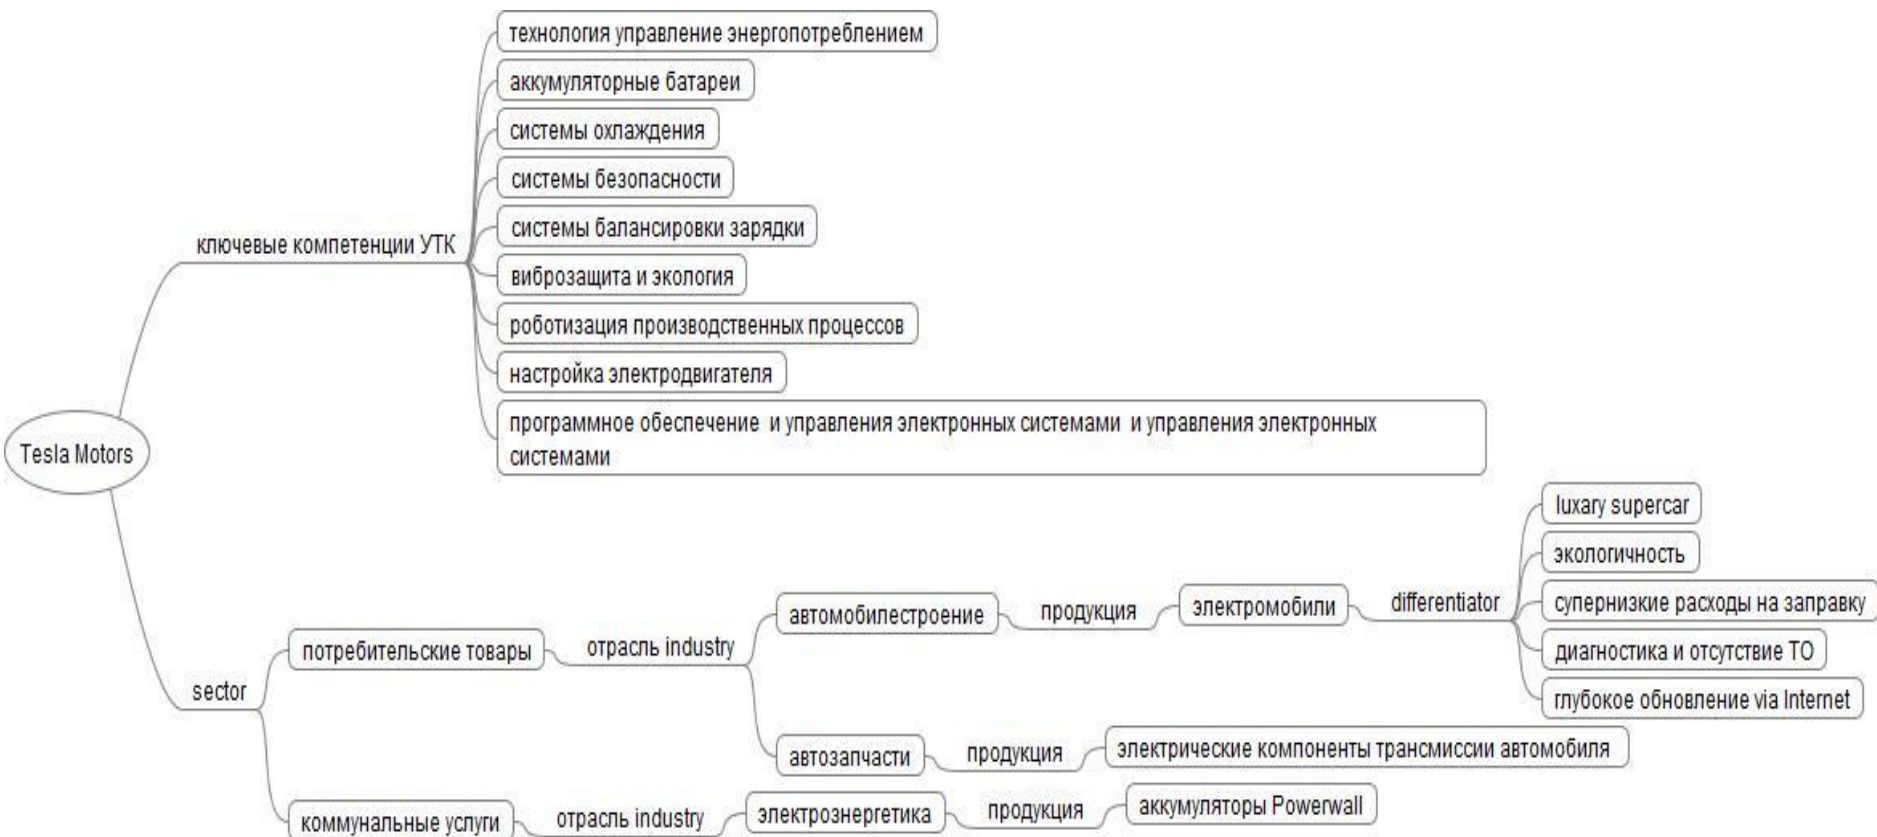 технология управление энергопотреблением
аккумуляторные батареи
системы охлаждения
системы безопасности
системы балансировки зарядки
ключевые компетенции УТК
виброзащита и экология
роботизация производственных процессов
настройка электродвигателя
программное обеспечение и управления электронных системами и управления электронных
системами
Tesla Motors
luxary supercar
экологичность
супернизкие расходы на заправку
диагностика и отсутствие ТО
глубокое обновление via Internet
differentiator
электромобили
продукция
автомобилестроение
отрасль industry
потребительские товары
sector
автозапчасти
продукция
электрические компоненты трансмиссии автомобиля
коммунальные услуги
отрасль industry
электроэнергетика
продукция
аккумуляторы Powerwall